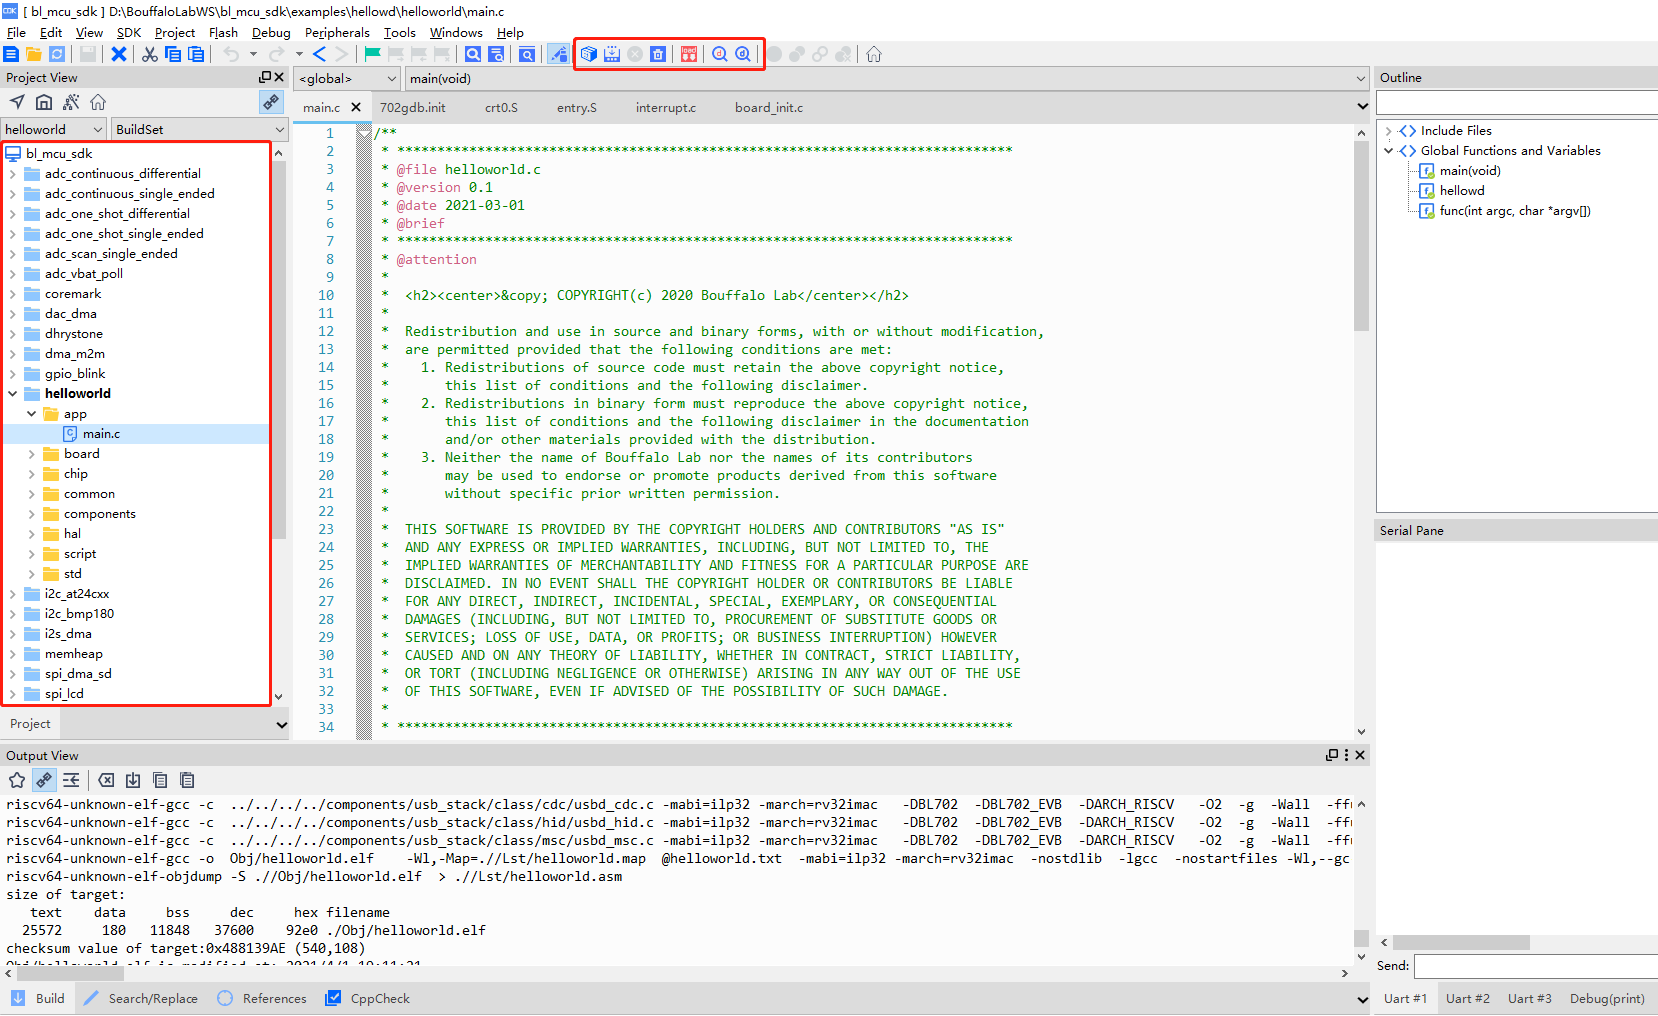 [ bl_mcu_sdk ] D:\BouffaloLabWS\bl_mcu_sdk\examples\hellowd\helloworld\main.c
File Edit View SDK Project Flash Debug Peripherals Tools Windows Help
Project View
helloworld BuildSet
bl_mcu_sdk
adc_continuous_differential
adc_continuous_single_ended
adc_one_shot_differential
adc_one_shot_single_ended
adc_scan_single_ended
adc_vbat_poll
coremark
dac_dma
dhrystone
dma_m2m
gpio_blink
helloworld
app
main.c
board
chip
common
components
hal
script
std
i2c_at24cxx
i2c_bmp180
i2s_dma
memheap
spi_dma_sd
spi_lcd
Project
<global> main(void)
main.c 702gdb.init crt0.S entry.S interrupt.c board_init.c
1 /**
2 * *****************************************************************************
3 * @file helloworld.c
4 * @version 0.1
5 * @date 2021-03-01
6 * @brief
7 * *****************************************************************************
8 * @attention
9 *
10 * <h2><center>&copy; COPYRIGHT(c) 2020 Bouffalo Lab</center></h2>
11 *
12 * Redistribution and use in source and binary forms, with or without modification,
13 * are permitted provided that the following conditions are met:
14 * 1. Redistributions of source code must retain the above copyright notice,
15 * this list of conditions and the following disclaimer.
16 * 2. Redistributions in binary form must reproduce the above copyright notice,
17 * this list of conditions and the following disclaimer in the documentation
18 * and/or other materials provided with the distribution.
19 * 3. Neither the name of Bouffalo Lab nor the names of its contributors
20 * may be used to endorse or promote products derived from this software
21 * without specific prior written permission.
22 *
23 * THIS SOFTWARE IS PROVIDED BY THE COPYRIGHT HOLDERS AND CONTRIBUTORS "AS IS"
24 * AND ANY EXPRESS OR IMPLIED WARRANTIES, INCLUDING, BUT NOT LIMITED TO, THE
25 * IMPLIED WARRANTIES OF MERCHANTABILITY AND FITNESS FOR A PARTICULAR PURPOSE ARE
26 * DISCLAIMED. IN NO EVENT SHALL THE COPYRIGHT HOLDER OR CONTRIBUTORS BE LIABLE
27 * FOR ANY DIRECT, INDIRECT, INCIDENTAL, SPECIAL, EXEMPLARY, OR CONSEQUENTIAL
28 * DAMAGES (INCLUDING, BUT NOT LIMITED TO, PROCUREMENT OF SUBSTITUTE GOODS OR
29 * SERVICES; LOSS OF USE, DATA, OR PROFITS; OR BUSINESS INTERRUPTION) HOWEVER
30 * CAUSED AND ON ANY THEORY OF LIABILITY, WHETHER IN CONTRACT, STRICT LIABILITY,
31 * OR TORT (INCLUDING NEGLIGENCE OR OTHERWISE) ARISING IN ANY WAY OUT OF THE USE
32 * OF THIS SOFTWARE, EVEN IF ADVISED OF THE POSSIBILITY OF SUCH DAMAGE.
33 *
34 * *****************************************************************************
Outline
Include Files
Global Functions and Variables
main(void)
hellowd
func(int argc, char *argv[])
Serial Pane
Send:
Uart #1 Uart #2 Uart #3 Debug(print)
Output View
riscv64-unknown-elf-gcc -c ../../../../components/usb_stack/class/cdc/usbd_cdc.c -mabi=ilp32 -march=rv32imac -DBL702 -DBL702_EVB -DARCH_RISCV -O2 -g -Wall -ffu
riscv64-unknown-elf-gcc -c ../../../../components/usb_stack/class/hid/usbd_hid.c -mabi=ilp32 -march=rv32imac -DBL702 -DBL702_EVB -DARCH_RISCV -O2 -g -Wall -ffu
riscv64-unknown-elf-gcc -c ../../../../components/usb_stack/class/msc/usbd_msc.c -mabi=ilp32 -march=rv32imac -DBL702 -DBL702_EVB -DARCH_RISCV -O2 -g -Wall -ffu
riscv64-unknown-elf-gcc -o Obj/helloworld.elf -Wl,-Map=.//Lst/helloworld.map @helloworld.txt -mabi=ilp32 -march=rv32imac -nostdlib -lgcc -nostartfiles -Wl,--gc
riscv64-unknown-elf-objdump -S .//Obj/helloworld.elf > .//Lst/helloworld.asm
size of target:
text data bss dec hex filename
25572 180 11848 37600 92e0 ./Obj/helloworld.elf
checksum value of target:0x488139AE (540,108)
Obj/helloworld.elf is modified at: 2021/4/1 19:11:21
Build Search/Replace References CppCheck